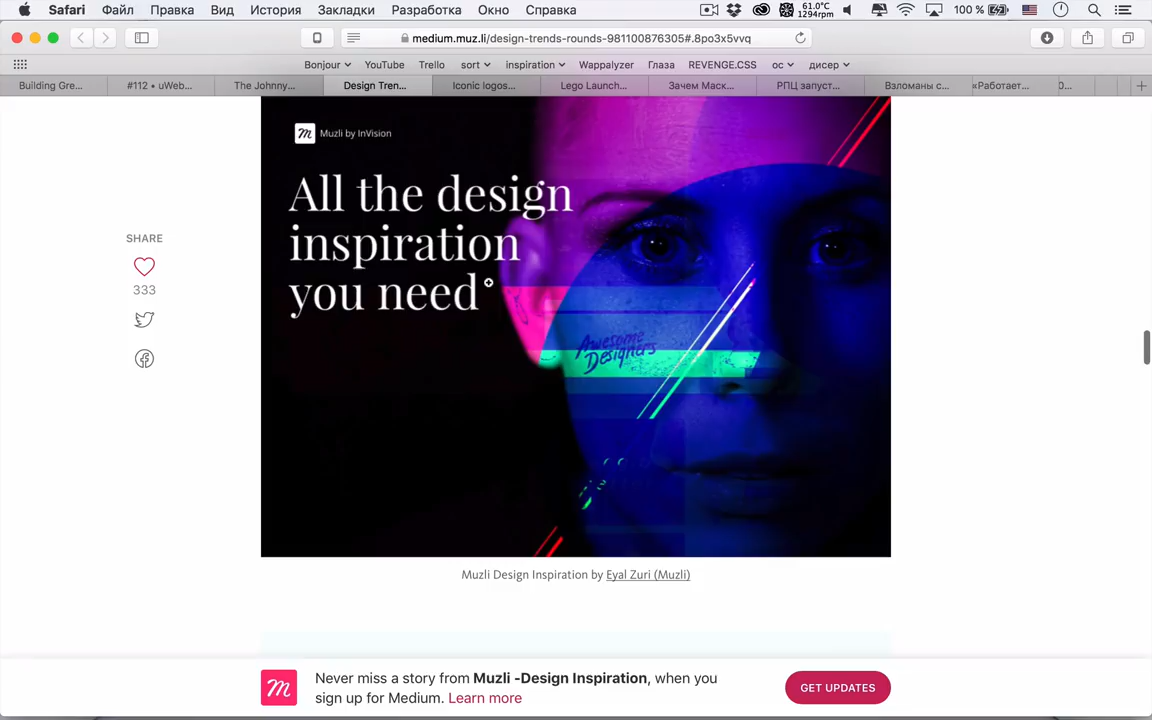 Safari Файл Правка Вид История Закладки Разработка Окно Справка 61.0°C 1294rpm 100 %
medium.muz.li/design-trends-rounds-981100876305#.8po3x5vvq
Bonjour YouTube Trello sort inspiration Wappalyzer Глаза REVENGE.CSS ос дисер
Building Gre... #112 • uWeb... The Johnny... Design Tren... Iconic logos... Lego Launch... Зачем Маск... РПЦ запуст... Взломаны с... «Работает...
Muzli by InVision
All the design
inspiration
you need
Awesome
Designers
SHARE
333
Muzli Design Inspiration by Eyal Zuri (Muzli)
Never miss a story from Muzli -Design Inspiration, when you
sign up for Medium. Learn more
GET UPDATES